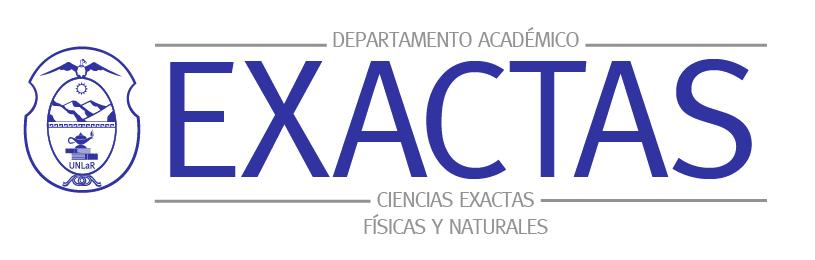 DEPARTAMENTO ACADÉMICO
EXACTAS
UNLaR
CIENCIAS EXACTAS
FÍSICAS Y NATURALES